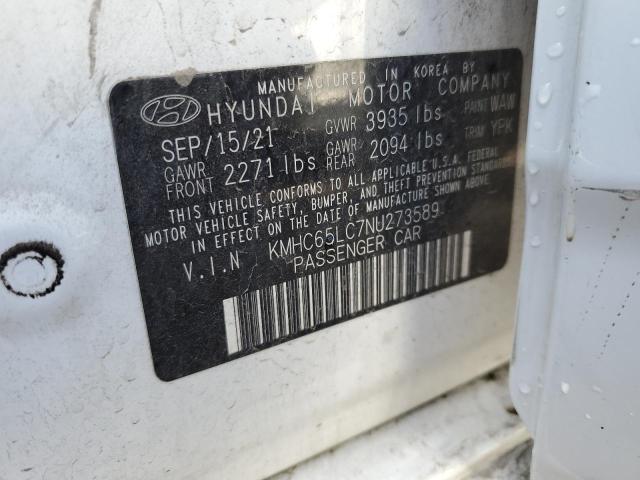 MANUFACTURED IN KOREA BY
HYUNDAI MOTOR COMPANY
SEP/15/21 GVWR 3935 lbs PAINT WAW
GAWR FRONT 2271 lbs GAWR REAR 2094 lbs TRIM YPK
THIS VEHICLE CONFORMS TO ALL APPLICABLE U.S.A. FEDERAL
MOTOR VEHICLE SAFETY, BUMPER, AND THEFT PREVENTION STANDARDS
IN EFFECT ON THE DATE OF MANUFACTURE SHOWN ABOVE.
V.I.N KMHC65LC7NU273589
PASSENGER CAR